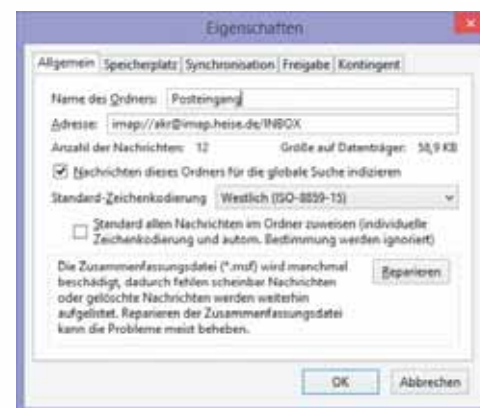 Eigenschaften
Allgemein Speicherplatz Synchronisation Freigabe Kontingent
Name des Ordners: Posteingang
Adresse: imap://akr@imap.heise.de/INBOX
Anzahl der Nachrichten: 12 Größe auf Datenträger: 58,9 KB
Nachrichten dieses Ordners für die globale Suche indizieren
Standard-Zeichenkodierung Westlich (ISO-8859-15)
Standard allen Nachrichten im Ordner zuweisen (individuelle
Zeichenkodierung und autom. Bestimmung werden ignoriert)
Die Zusammenfassungsdatei (*.msf) wird manchmal
beschädigt, dadurch fehlen scheinbar Nachrichten
oder gelöschte Nachrichten werden weiterhin
aufgelistet. Reparieren der Zusammenfassungsdatei
kann die Probleme meist beheben.
Reparieren
OK Abbrechen